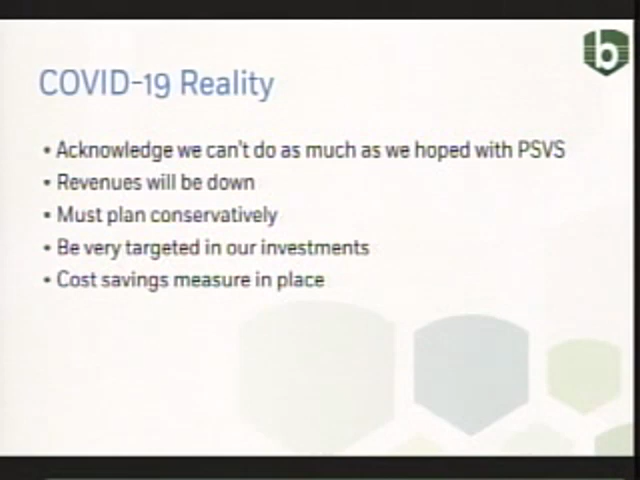 b
COVID-19 Reality
• Acknowledge we can't do as much as we hoped with PSVS
• Revenues will be down
• Must plan conservatively
• Be very targeted in our investments
• Cost savings measure in place